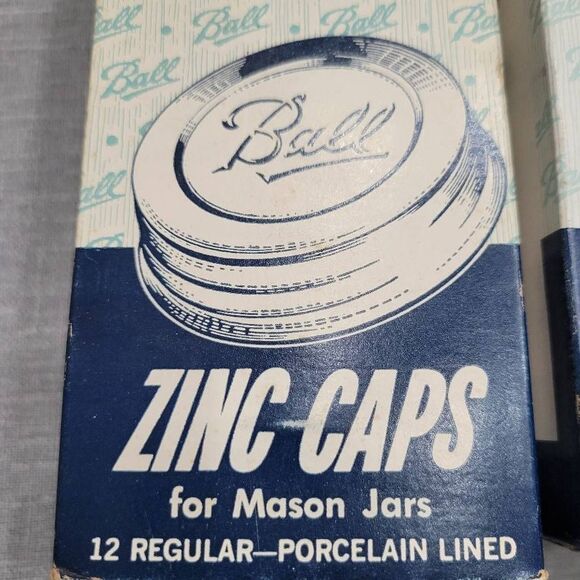 Ball Ball Ball
Ball
Ball
Ball
ZINC CAPS
for Mason Jars
12 REGULAR—PORCELAIN LINED